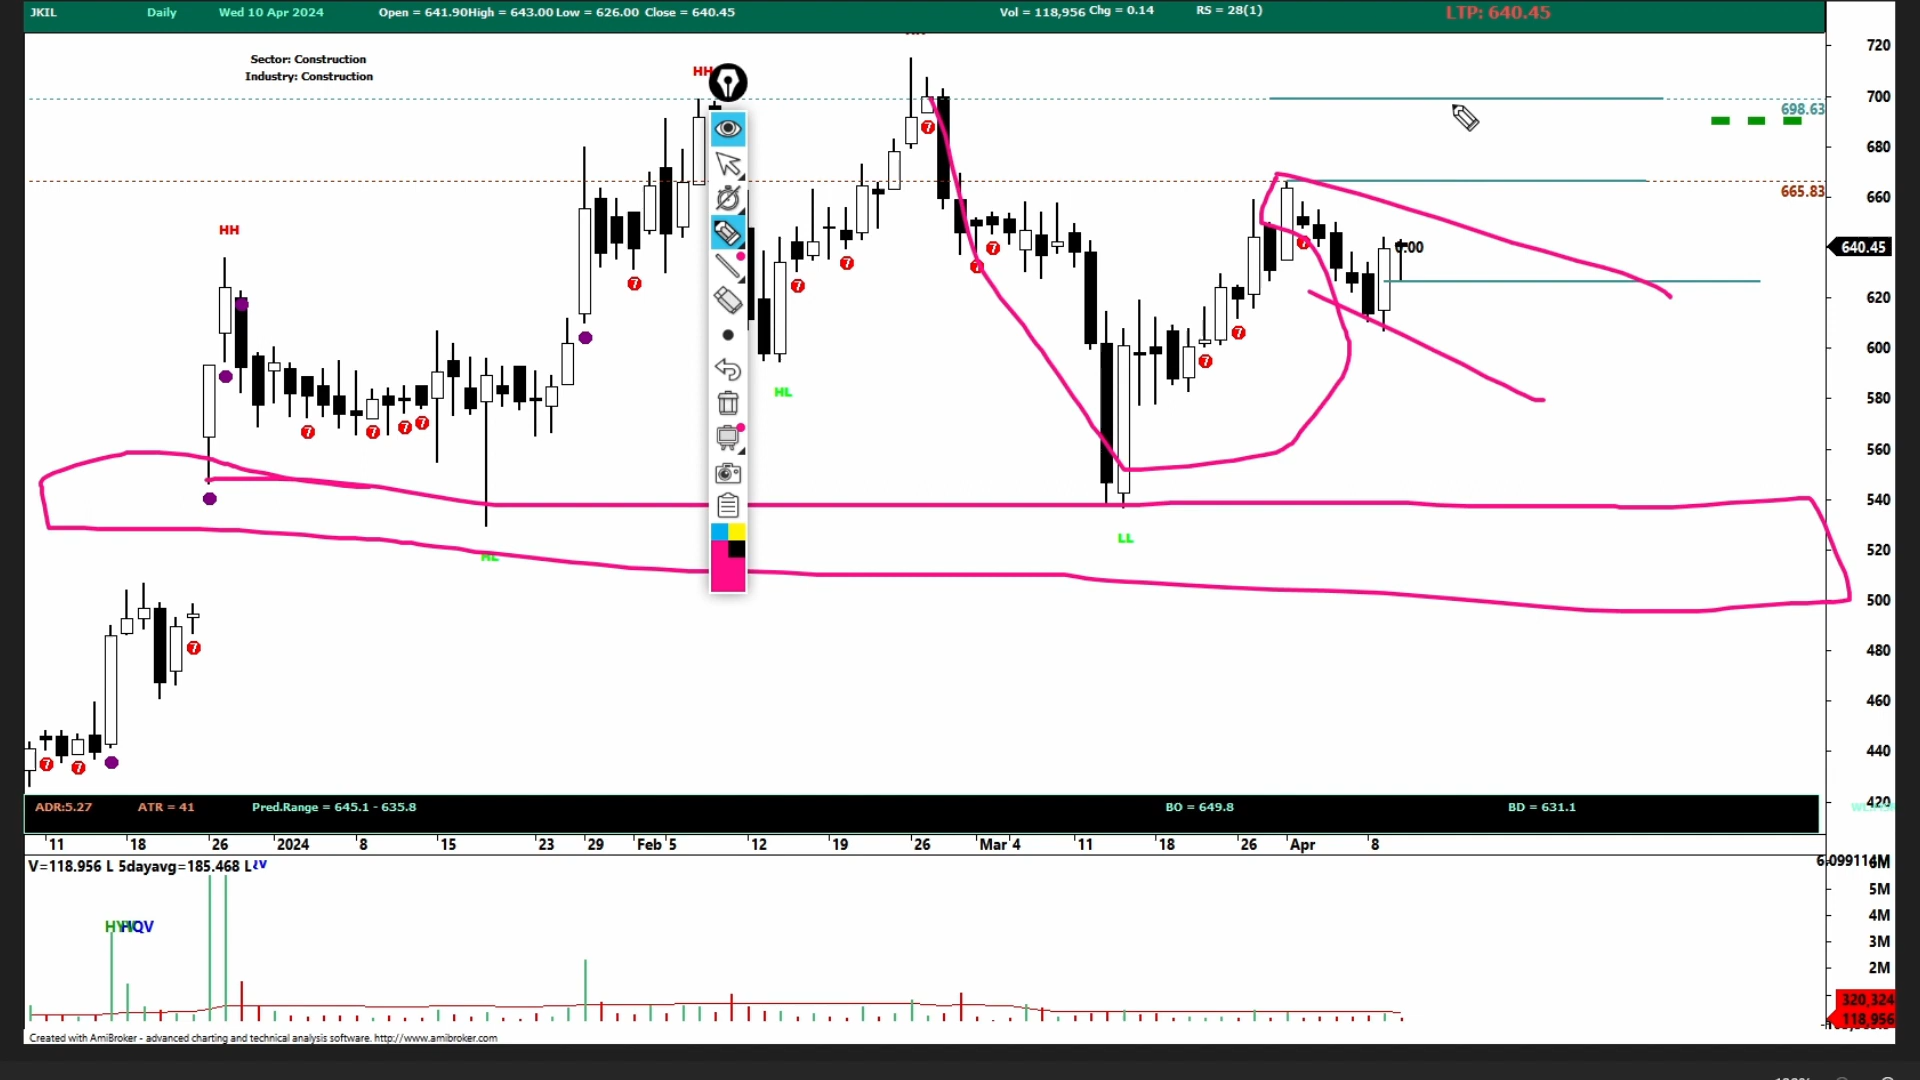 JKIL Daily Wed 10 Apr 2024 Open = 641.90High = 643.00 Low = 626.00 Close = 640.45 Vol = 118,956 Chg = 0.14 RS = 28(1) LTP: 640.45
Sector: Construction
Industry: Construction
HH
HH
HL
HL
LL
720
700
698.63
680
665.83
660
640.45
620
600
580
560
540
520
500
480
460
440
420
ADR:5.27 ATR = 41 Pred.Range = 645.1 - 635.8 BO = 649.8 BD = 631.1
11 18 26 2024 8 15 23 29 Feb 5 12 19 26 Mar 4 11 18 26 Apr 8
V=118.956 L 5dayavg=185.468 L
HQV
5M
4M
3M
2M
320,324
118,956
Created with AmiBroker - advanced charting and technical analysis software. http://www.amibroker.com